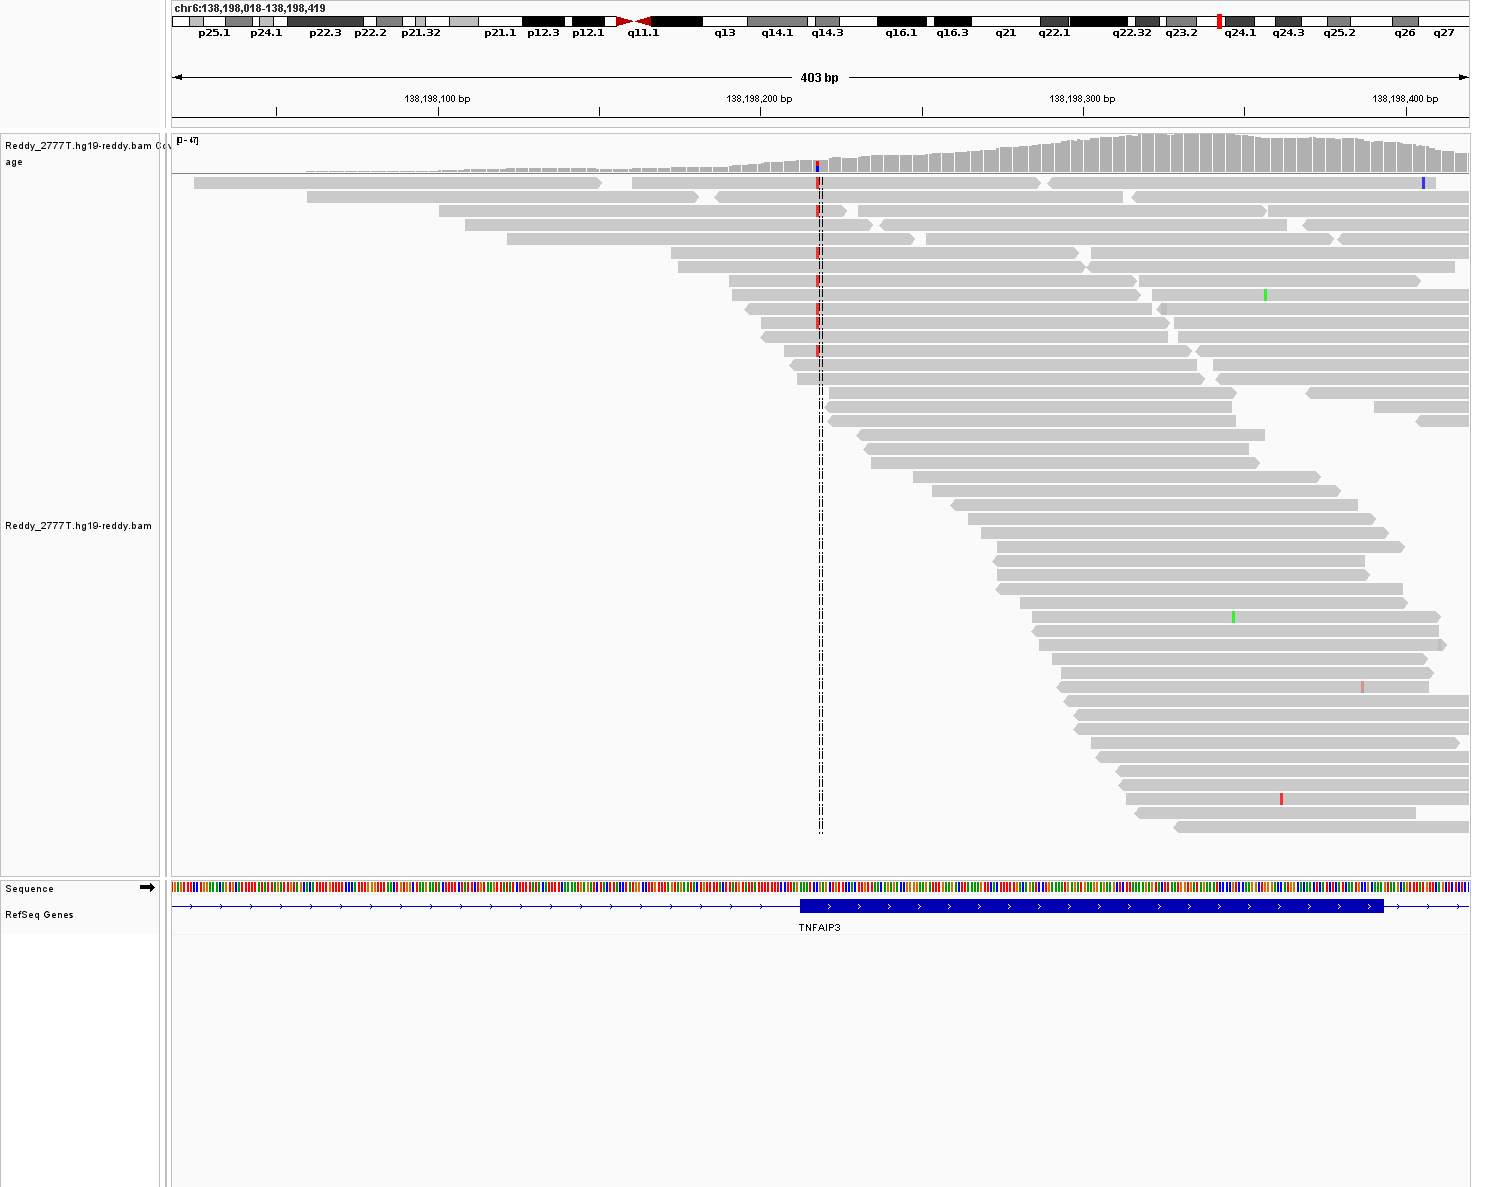 chr6:138,198,018-138,198,419
p25.1 p24.1 p22.3 p22.2 p21.32 p21.1 p12.3 p12.1 q11.1 q13 q14.1 q14.3 q16.1 q16.3 q21 q22.1 q22.32 q23.2 q24.1 q24.3 q25.2 q26 q27
403 bp
138,198,100 bp 138,198,200 bp 138,198,300 bp 138,198,400 bp
[0 - 47]
Reddy_2777T.hg19-reddy.bam Cov
age
Reddy_2777T.hg19-reddy.bam
Sequence
RefSeq Genes
TNFAIP3